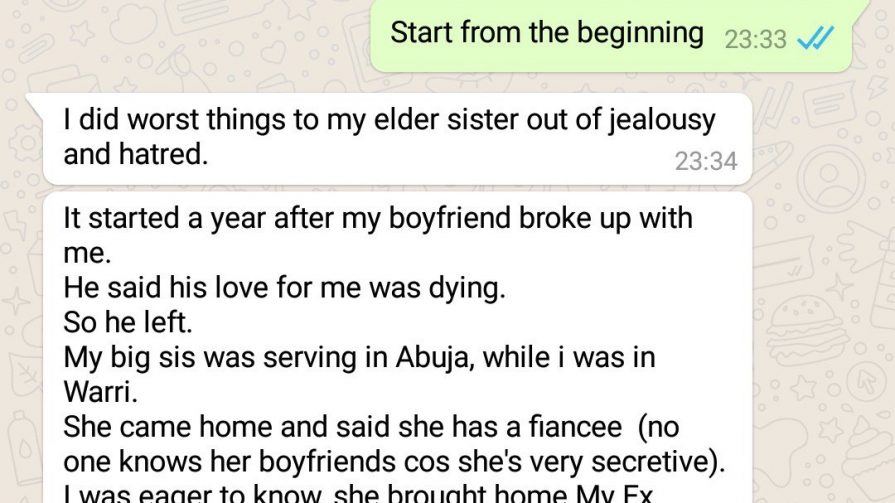 Start from the beginning 23:33
I did worst things to my elder sister out of jealousy
and hatred.
23:34
It started a year after my boyfriend broke up with
me.
He said his love for me was dying.
So he left.
My big sis was serving in Abuja, while i was in
Warri.
She came home and said she has a fiancee (no
one knows her boyfriends cos she's very secretive).
I was eager to know, she brought home My Ex